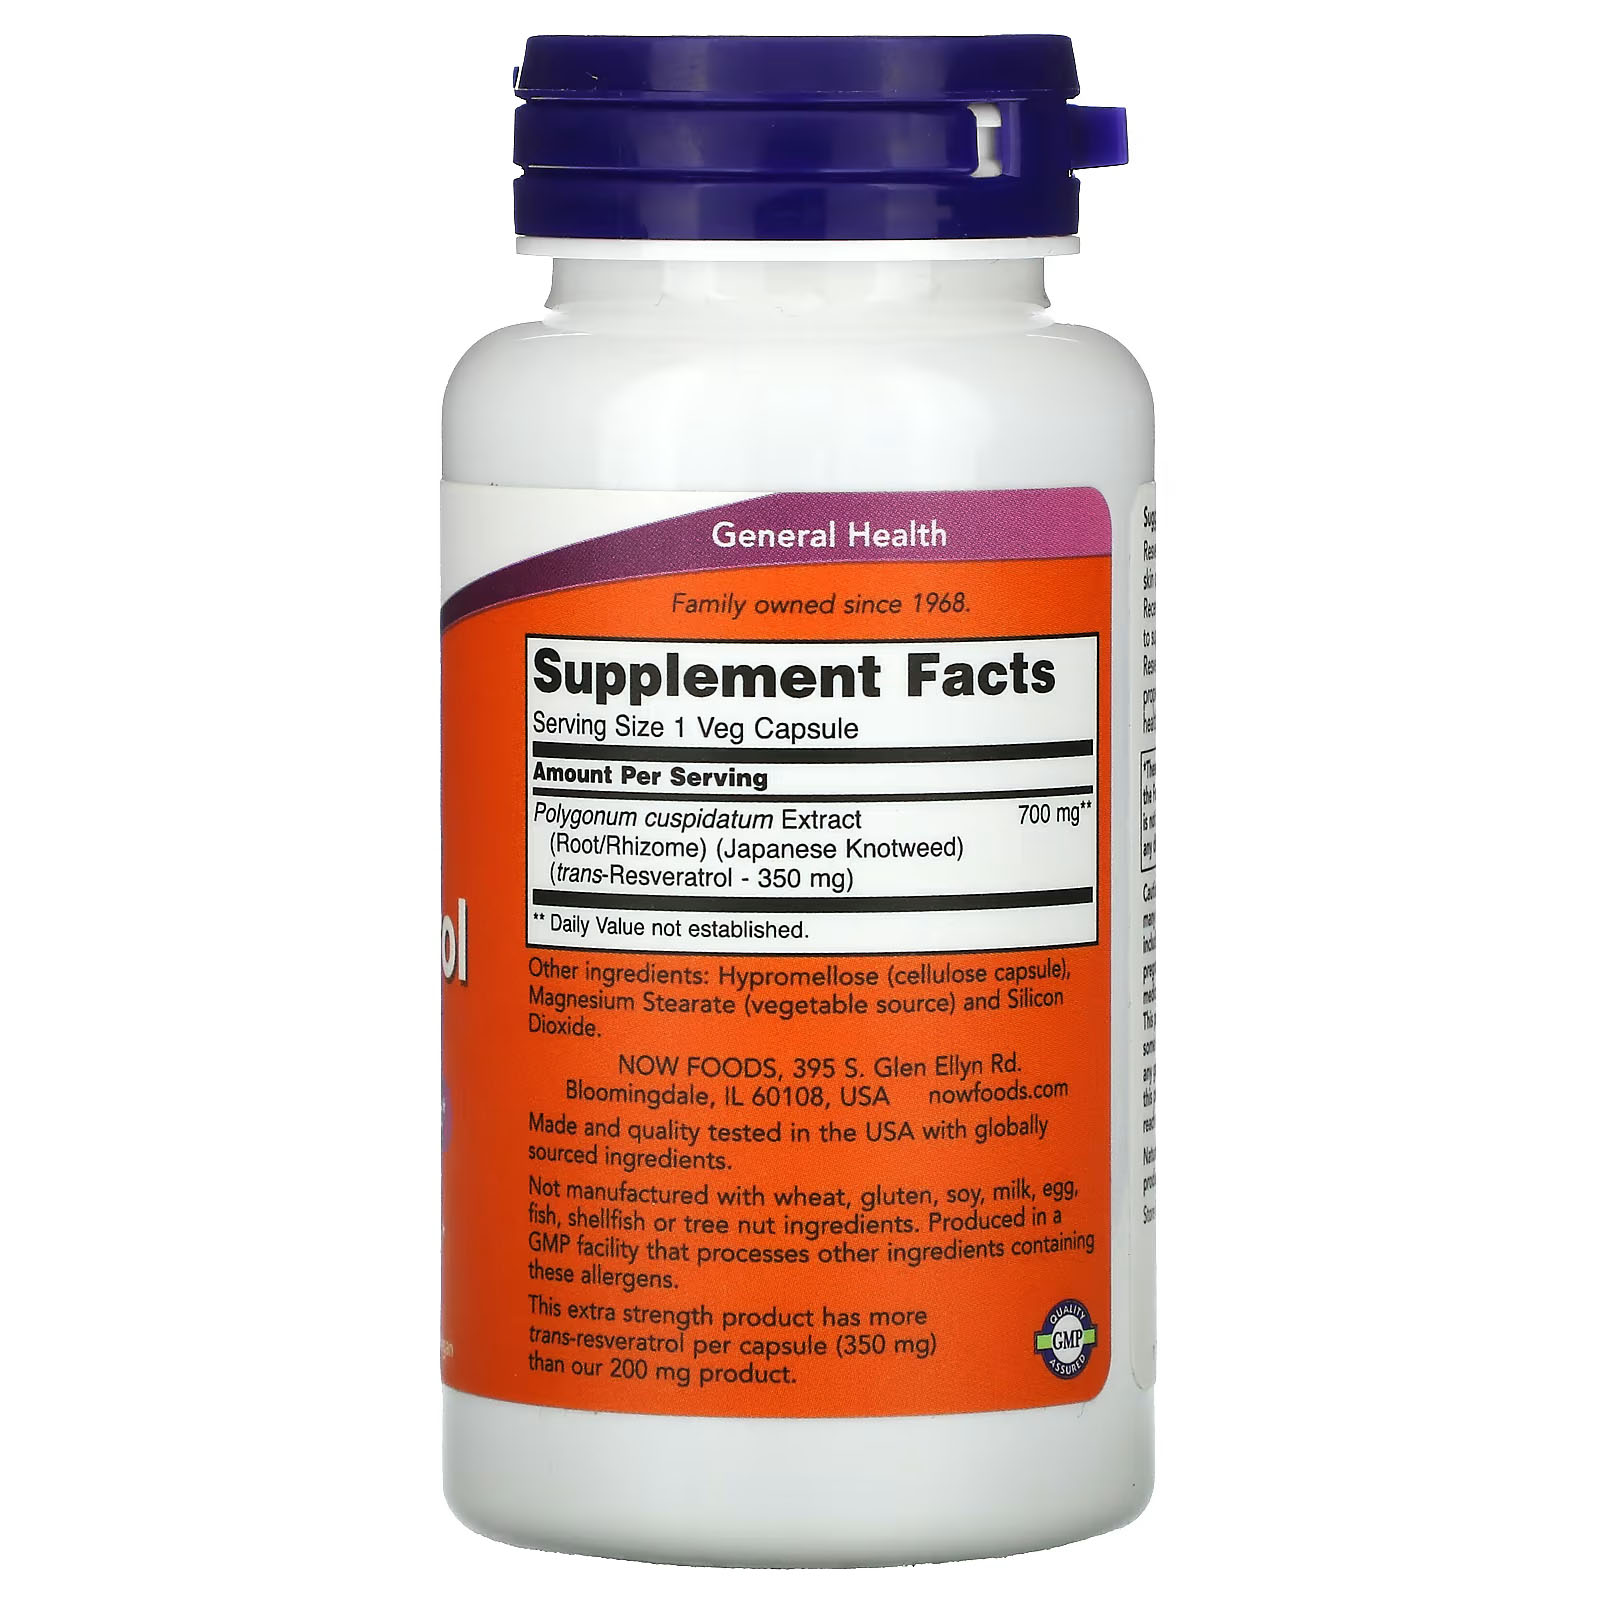 General Health
Family owned since 1968.
Supplement Facts
Serving Size 1 Veg Capsule
Amount Per Serving
Polygonum cuspidatum Extract 700 mg**
(Root/Rhizome) (Japanese Knotweed)
(trans-Resveratrol - 350 mg)
** Daily Value not established.
Other ingredients: Hypromellose (cellulose capsule),
Magnesium Stearate (vegetable source) and Silicon
Dioxide.
NOW FOODS, 395 S. Glen Ellyn Rd.
Bloomingdale, IL 60108, USA nowfoods.com
Made and quality tested in the USA with globally
sourced ingredients.
Not manufactured with wheat, gluten, soy, milk, egg,
fish, shellfish or tree nut ingredients. Produced in a
GMP facility that processes other ingredients containing
these allergens.
This extra strength product has more
trans-resveratrol per capsule (350 mg)
than our 200 mg product.
QUALITY
GMP
ASSURED